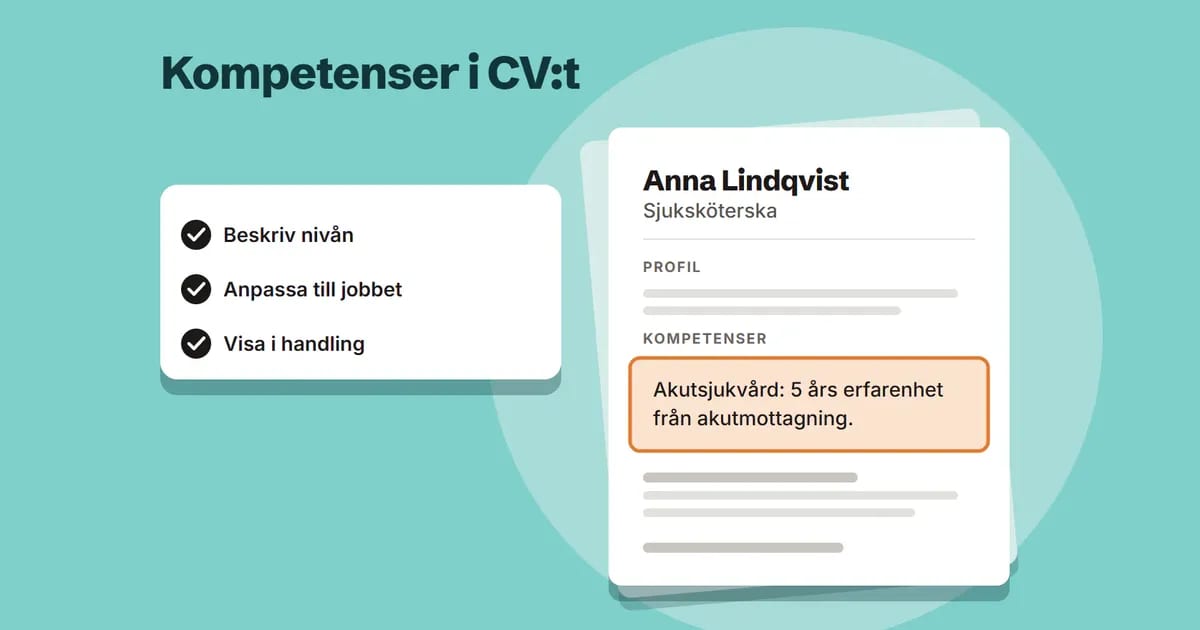 Kompetenser i CV:t
Beskriv nivån
Anpassa till jobbet
Visa i handling
Anna Lindqvist
Sjuksköterska
PROFIL
KOMPETENSER
Akutsjukvård: 5 års erfarenhet
från akutmottagning.